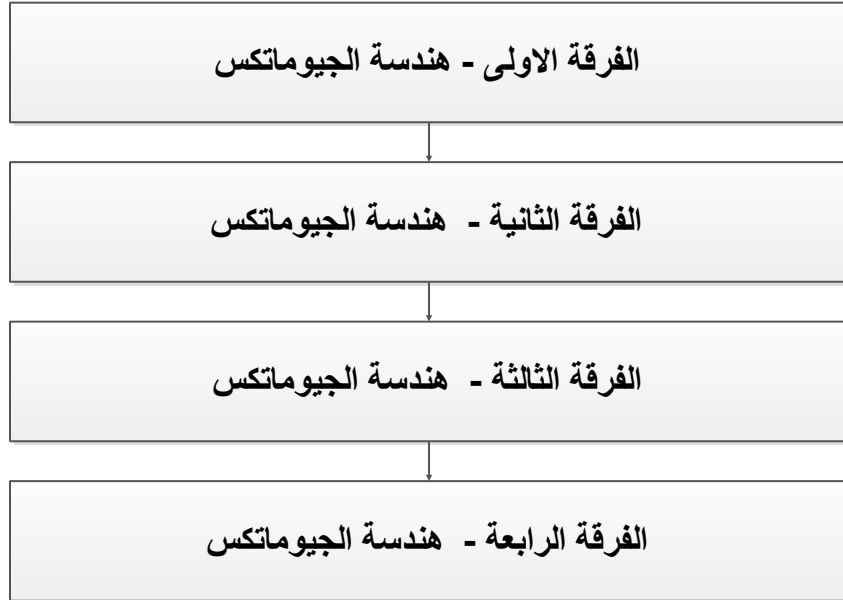 الفرقة الاولى - هندسة الجيوماتكس
الفرقة الثانية - هندسة الجيوماتكس
الفرقة الثالثة - هندسة الجيوماتكس
الفرقة الرابعة - هندسة الجيوماتكس